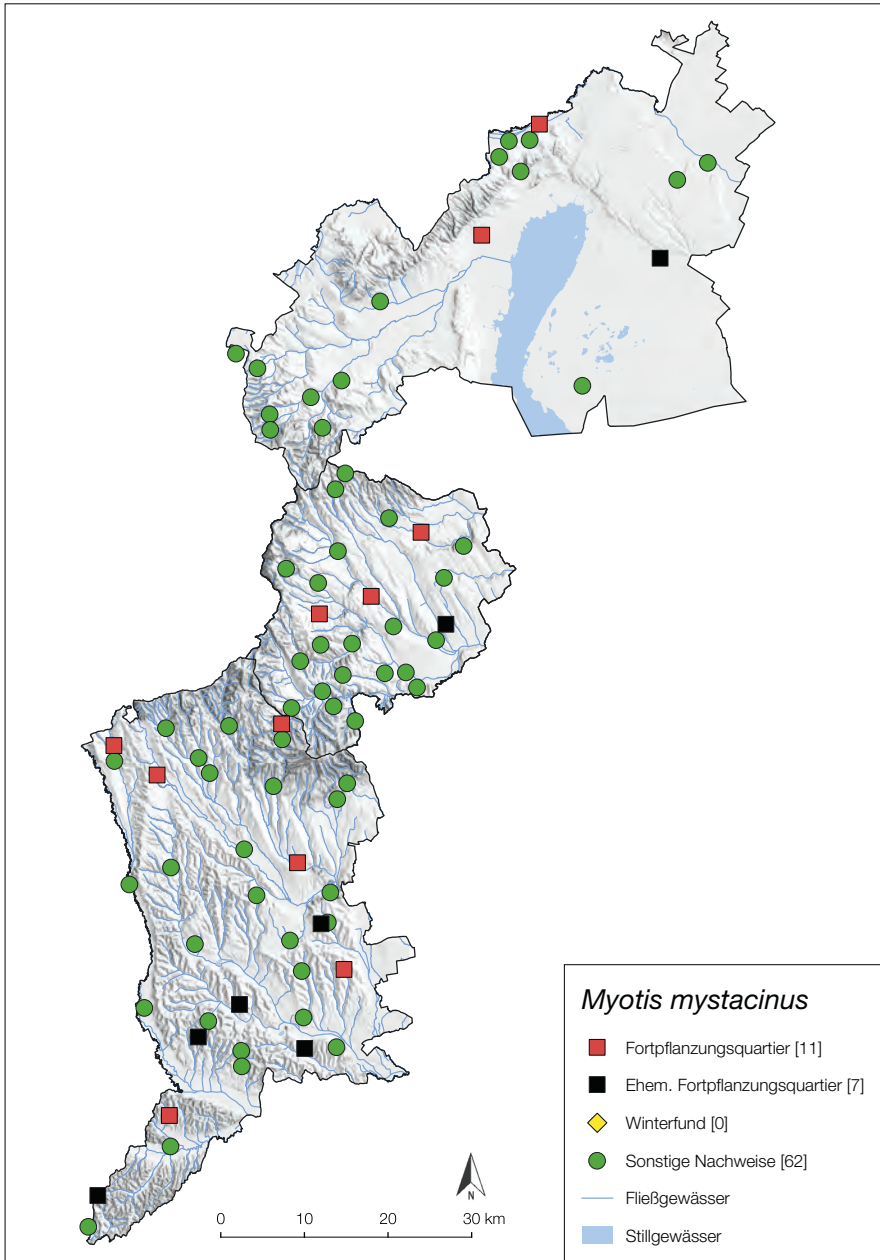 Myotis mystacinus
Fortpflanzungsquartier [11]
Ehem. Fortpflanzungsquartier [7]
Winterfund [0]
Sonstige Nachweise [62]
Fließgewässer
Stillgewässer
N
0 10 20 30 km